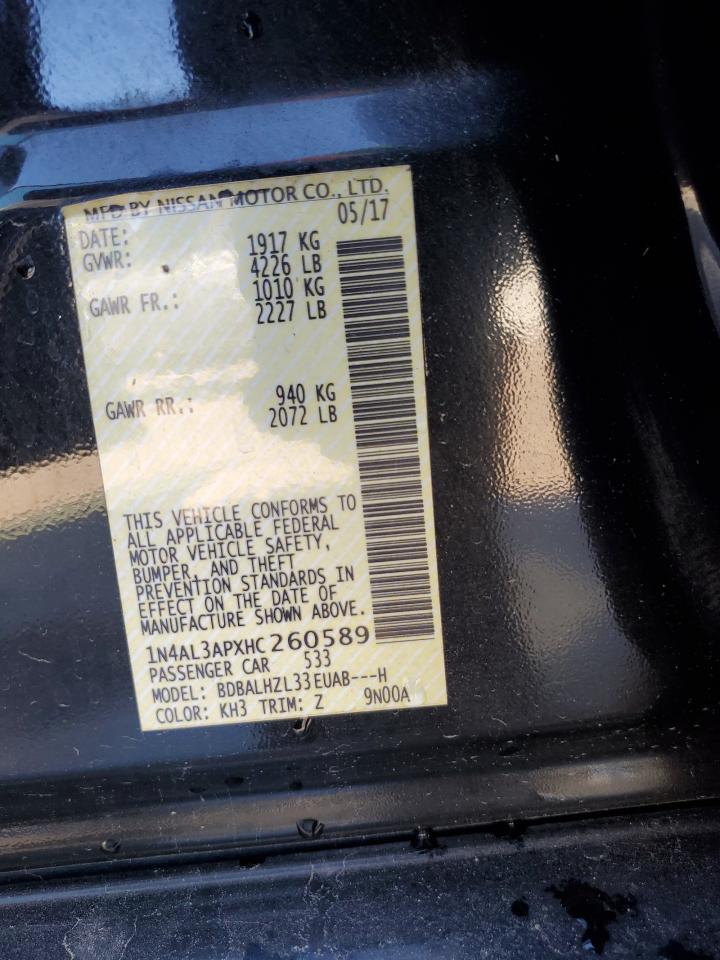 MFD BY NISSAN MOTOR CO., LTD.
DATE: 05/17
GVWR: 1917 KG
4226 LB
GAWR FR.: 1010 KG
2227 LB
GAWR RR.: 940 KG
2072 LB
THIS VEHICLE CONFORMS TO
ALL APPLICABLE FEDERAL
MOTOR VEHICLE SAFETY,
BUMPER, AND THEFT
PREVENTION STANDARDS IN
EFFECT ON THE DATE OF
MANUFACTURE SHOWN ABOVE.
1N4AL3APXHC260589
PASSENGER CAR 533
MODEL: BDBALHZL33EUAB---H
COLOR: KH3 TRIM: Z 9N00A